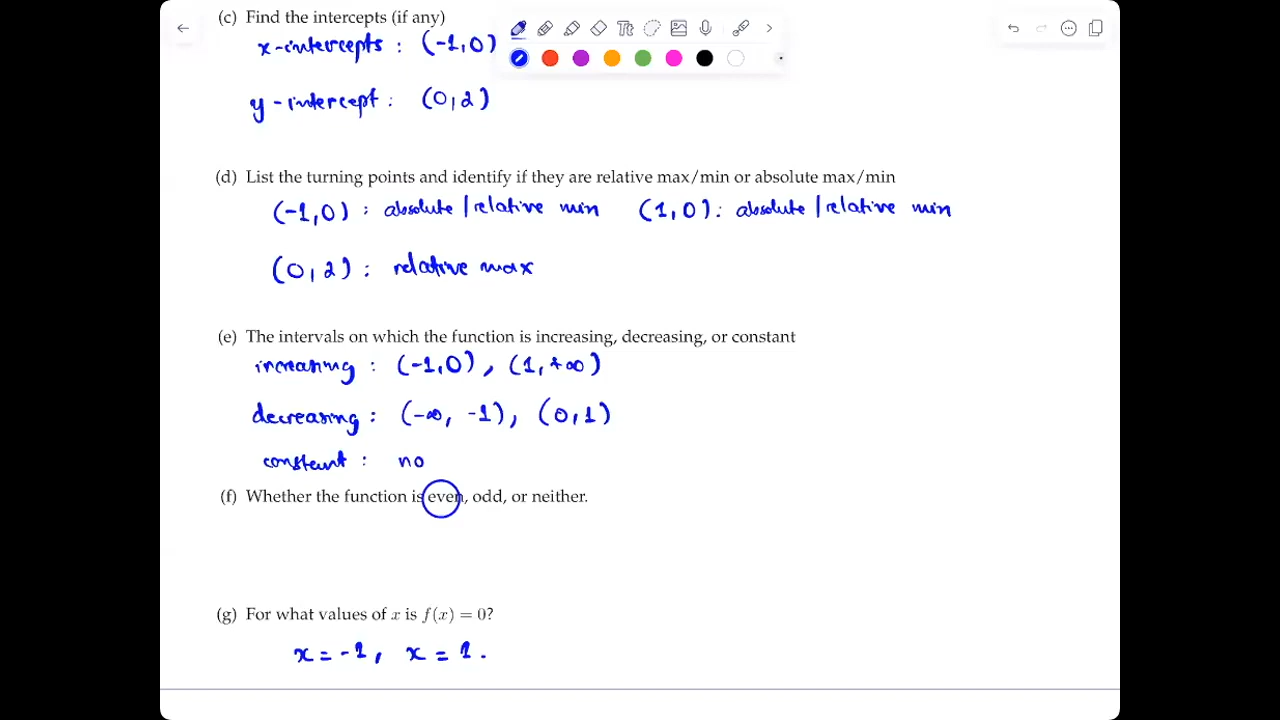 (c) Find the intercepts (if any)
x-intercepts : (-1,0)
y-intercept : (0,2)
(d) List the turning points and identify if they are relative max/min or absolute max/min
(-1,0) : absolute/relative min (1,0) : absolute/relative min
(0,2) : relative max
(e) The intervals on which the function is increasing, decreasing, or constant
increasing : (-1,0), (1,+∞)
decreasing : (-∞, -1), (0,1)
constant : no
(f) Whether the function is even, odd, or neither.
(g) For what values of x is f(x) = 0?
x = -1, x = 1.